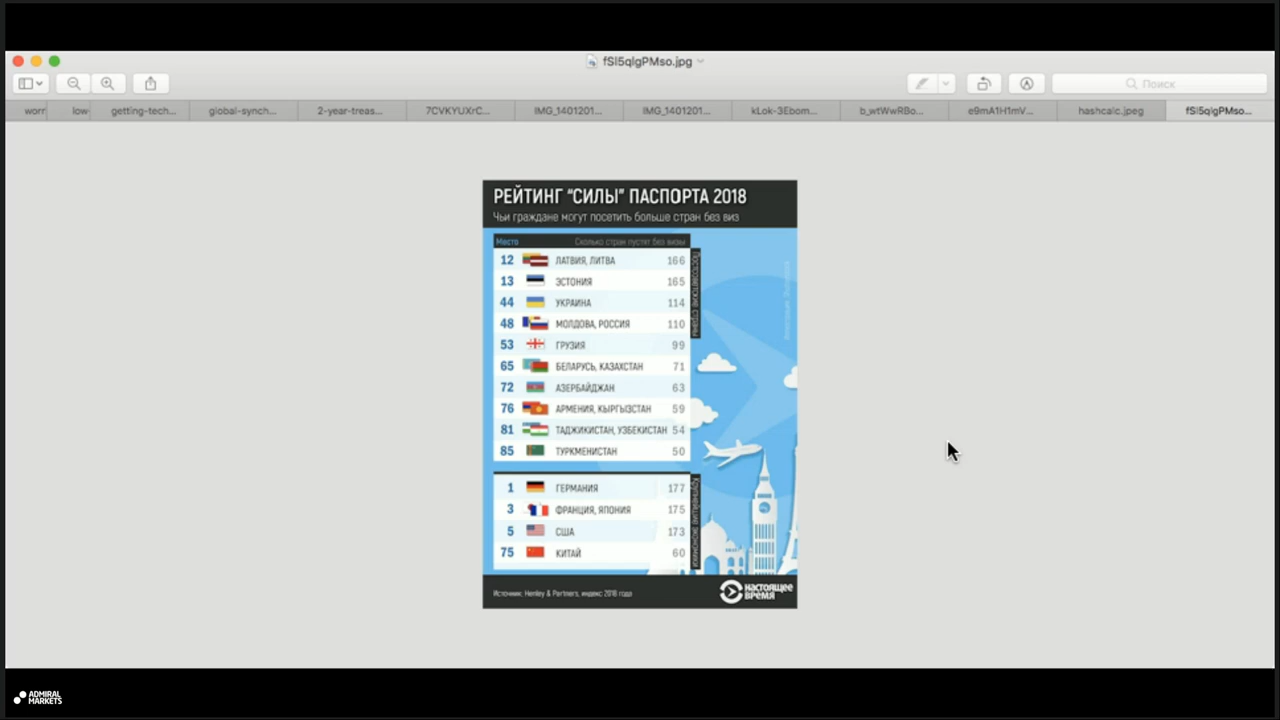 fSi5qlgPMso.jpg
Поиск
worr
low-
getting-tech...
global-synch...
2-year-treas...
7CVKYUXrC...
IMG_1401201...
IMG_1401201...
kLok-3Ebom...
b_wtWwRBo...
e9mA1H1mV...
hashcalc.jpeg
fSi5qlgPMso...
РЕЙТИНГ “СИЛЫ” ПАСПОРТА 2018
Чьи граждане могут посетить больше стран без виз
Место Сколько стран пустят без визы
12 ЛАТВИЯ, ЛИТВА 166
13 ЭСТОНИЯ 165
44 УКРАИНА 114
48 МОЛДОВА, РОССИЯ 110
53 ГРУЗИЯ 99
65 БЕЛАРУСЬ, КАЗАХСТАН 71
72 АЗЕРБАЙДЖАН 63
76 АРМЕНИЯ, КЫРГЫЗСТАН 59
81 ТАДЖИКИСТАН, УЗБЕКИСТАН 54
85 ТУРКМЕНИСТАН 50
Постсоветские страны
1 ГЕРМАНИЯ 177
3 ФРАНЦИЯ, ЯПОНИЯ 175
5 США 173
75 КИТАЙ 60
Крупнейшие экономики
Источник: Henley & Partners, индекс 2018 года
НАСТОЯЩЕЕ
ВРЕМЯ
ADMIRAL
MARKETS